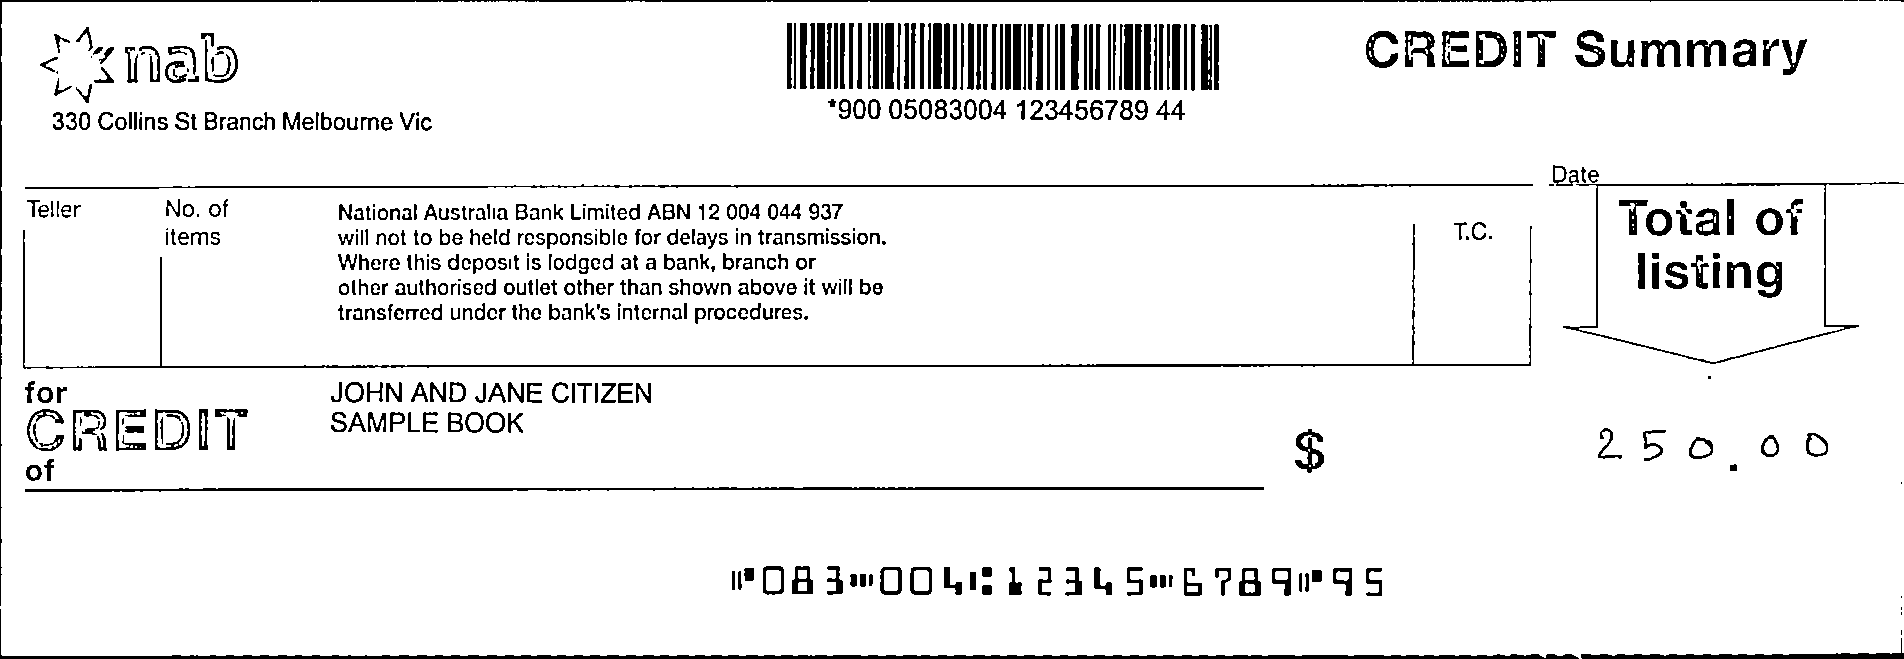 nab
330 Collins St Branch Melbourne Vic
*900 05083004 123456789 44
CREDIT Summary
Date
Teller
No. of
items
National Australia Bank Limited ABN 12 004 044 937
will not to be held responsible for delays in transmission.
Where this deposit is lodged at a bank, branch or
other authorised outlet other than shown above it will be
transferred under the bank's internal procedures.
T.C.
Total of
listing
for
CREDIT
of
JOHN AND JANE CITIZEN
SAMPLE BOOK
$
250.00
⑈083⑉004⑆12345⑉6789⑈95